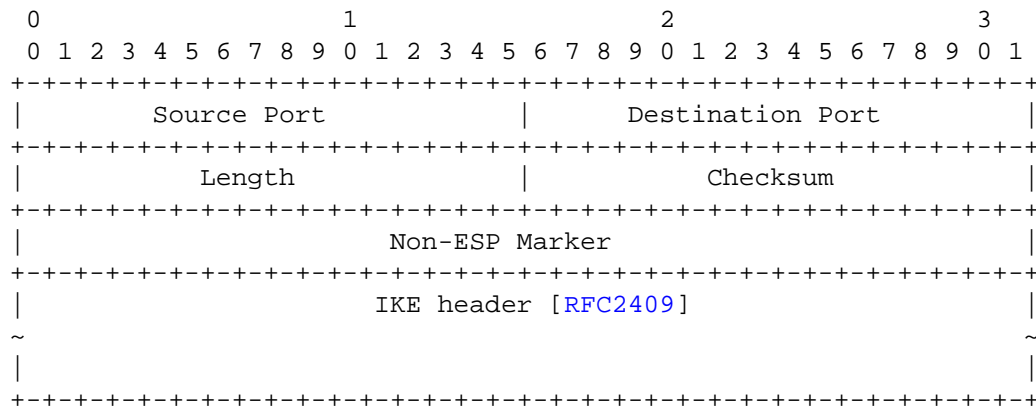 0                   1                   2                   3
 0 1 2 3 4 5 6 7 8 9 0 1 2 3 4 5 6 7 8 9 0 1 2 3 4 5 6 7 8 9 0 1
+-+-+-+-+-+-+-+-+-+-+-+-+-+-+-+-+-+-+-+-+-+-+-+-+-+-+-+-+-+-+-+-+
|        Source Port            |      Destination Port         |
+-+-+-+-+-+-+-+-+-+-+-+-+-+-+-+-+-+-+-+-+-+-+-+-+-+-+-+-+-+-+-+-+
|           Length              |           Checksum            |
+-+-+-+-+-+-+-+-+-+-+-+-+-+-+-+-+-+-+-+-+-+-+-+-+-+-+-+-+-+-+-+-+
|                       Non-ESP Marker                          |
+-+-+-+-+-+-+-+-+-+-+-+-+-+-+-+-+-+-+-+-+-+-+-+-+-+-+-+-+-+-+-+-+
|                      IKE header [RFC2409]                     |
~                                                               ~
|                                                               |
+-+-+-+-+-+-+-+-+-+-+-+-+-+-+-+-+-+-+-+-+-+-+-+-+-+-+-+-+-+-+-+-+